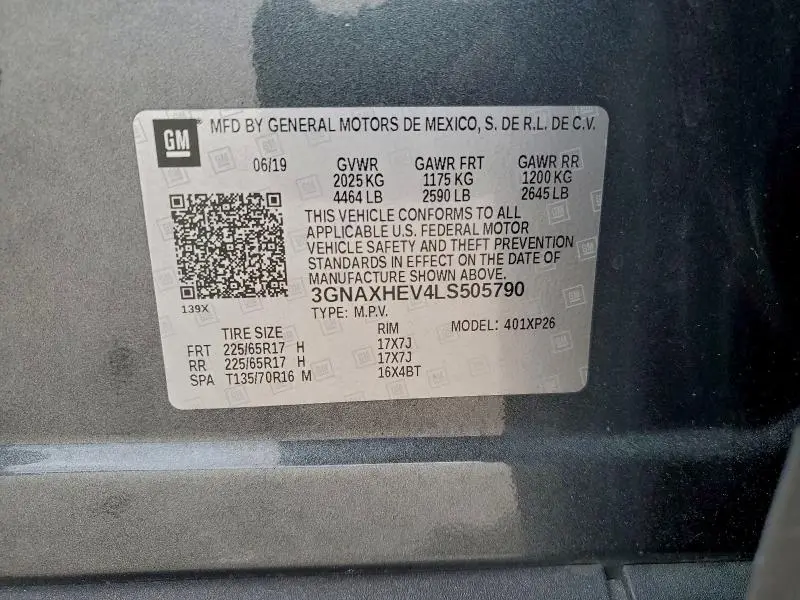 GM
MFD BY GENERAL MOTORS DE MEXICO, S. DE R.L. DE C.V.
06/19 GVWR GAWR FRT GAWR RR
2025 KG 1175 KG 1200 KG
4464 LB 2590 LB 2645 LB
THIS VEHICLE CONFORMS TO ALL
APPLICABLE U.S. FEDERAL MOTOR
VEHICLE SAFETY AND THEFT PREVENTION
STANDARDS IN EFFECT ON THE DATE OF
MANUFACTURE SHOWN ABOVE.
139X
3GNAXHEV4LS505790
TYPE: M.P.V.
TIRE SIZE RIM MODEL: 401XP26
FRT 225/65R17 H 17X7J
RR 225/65R17 H 17X7J
SPA T135/70R16 M 16X4BT